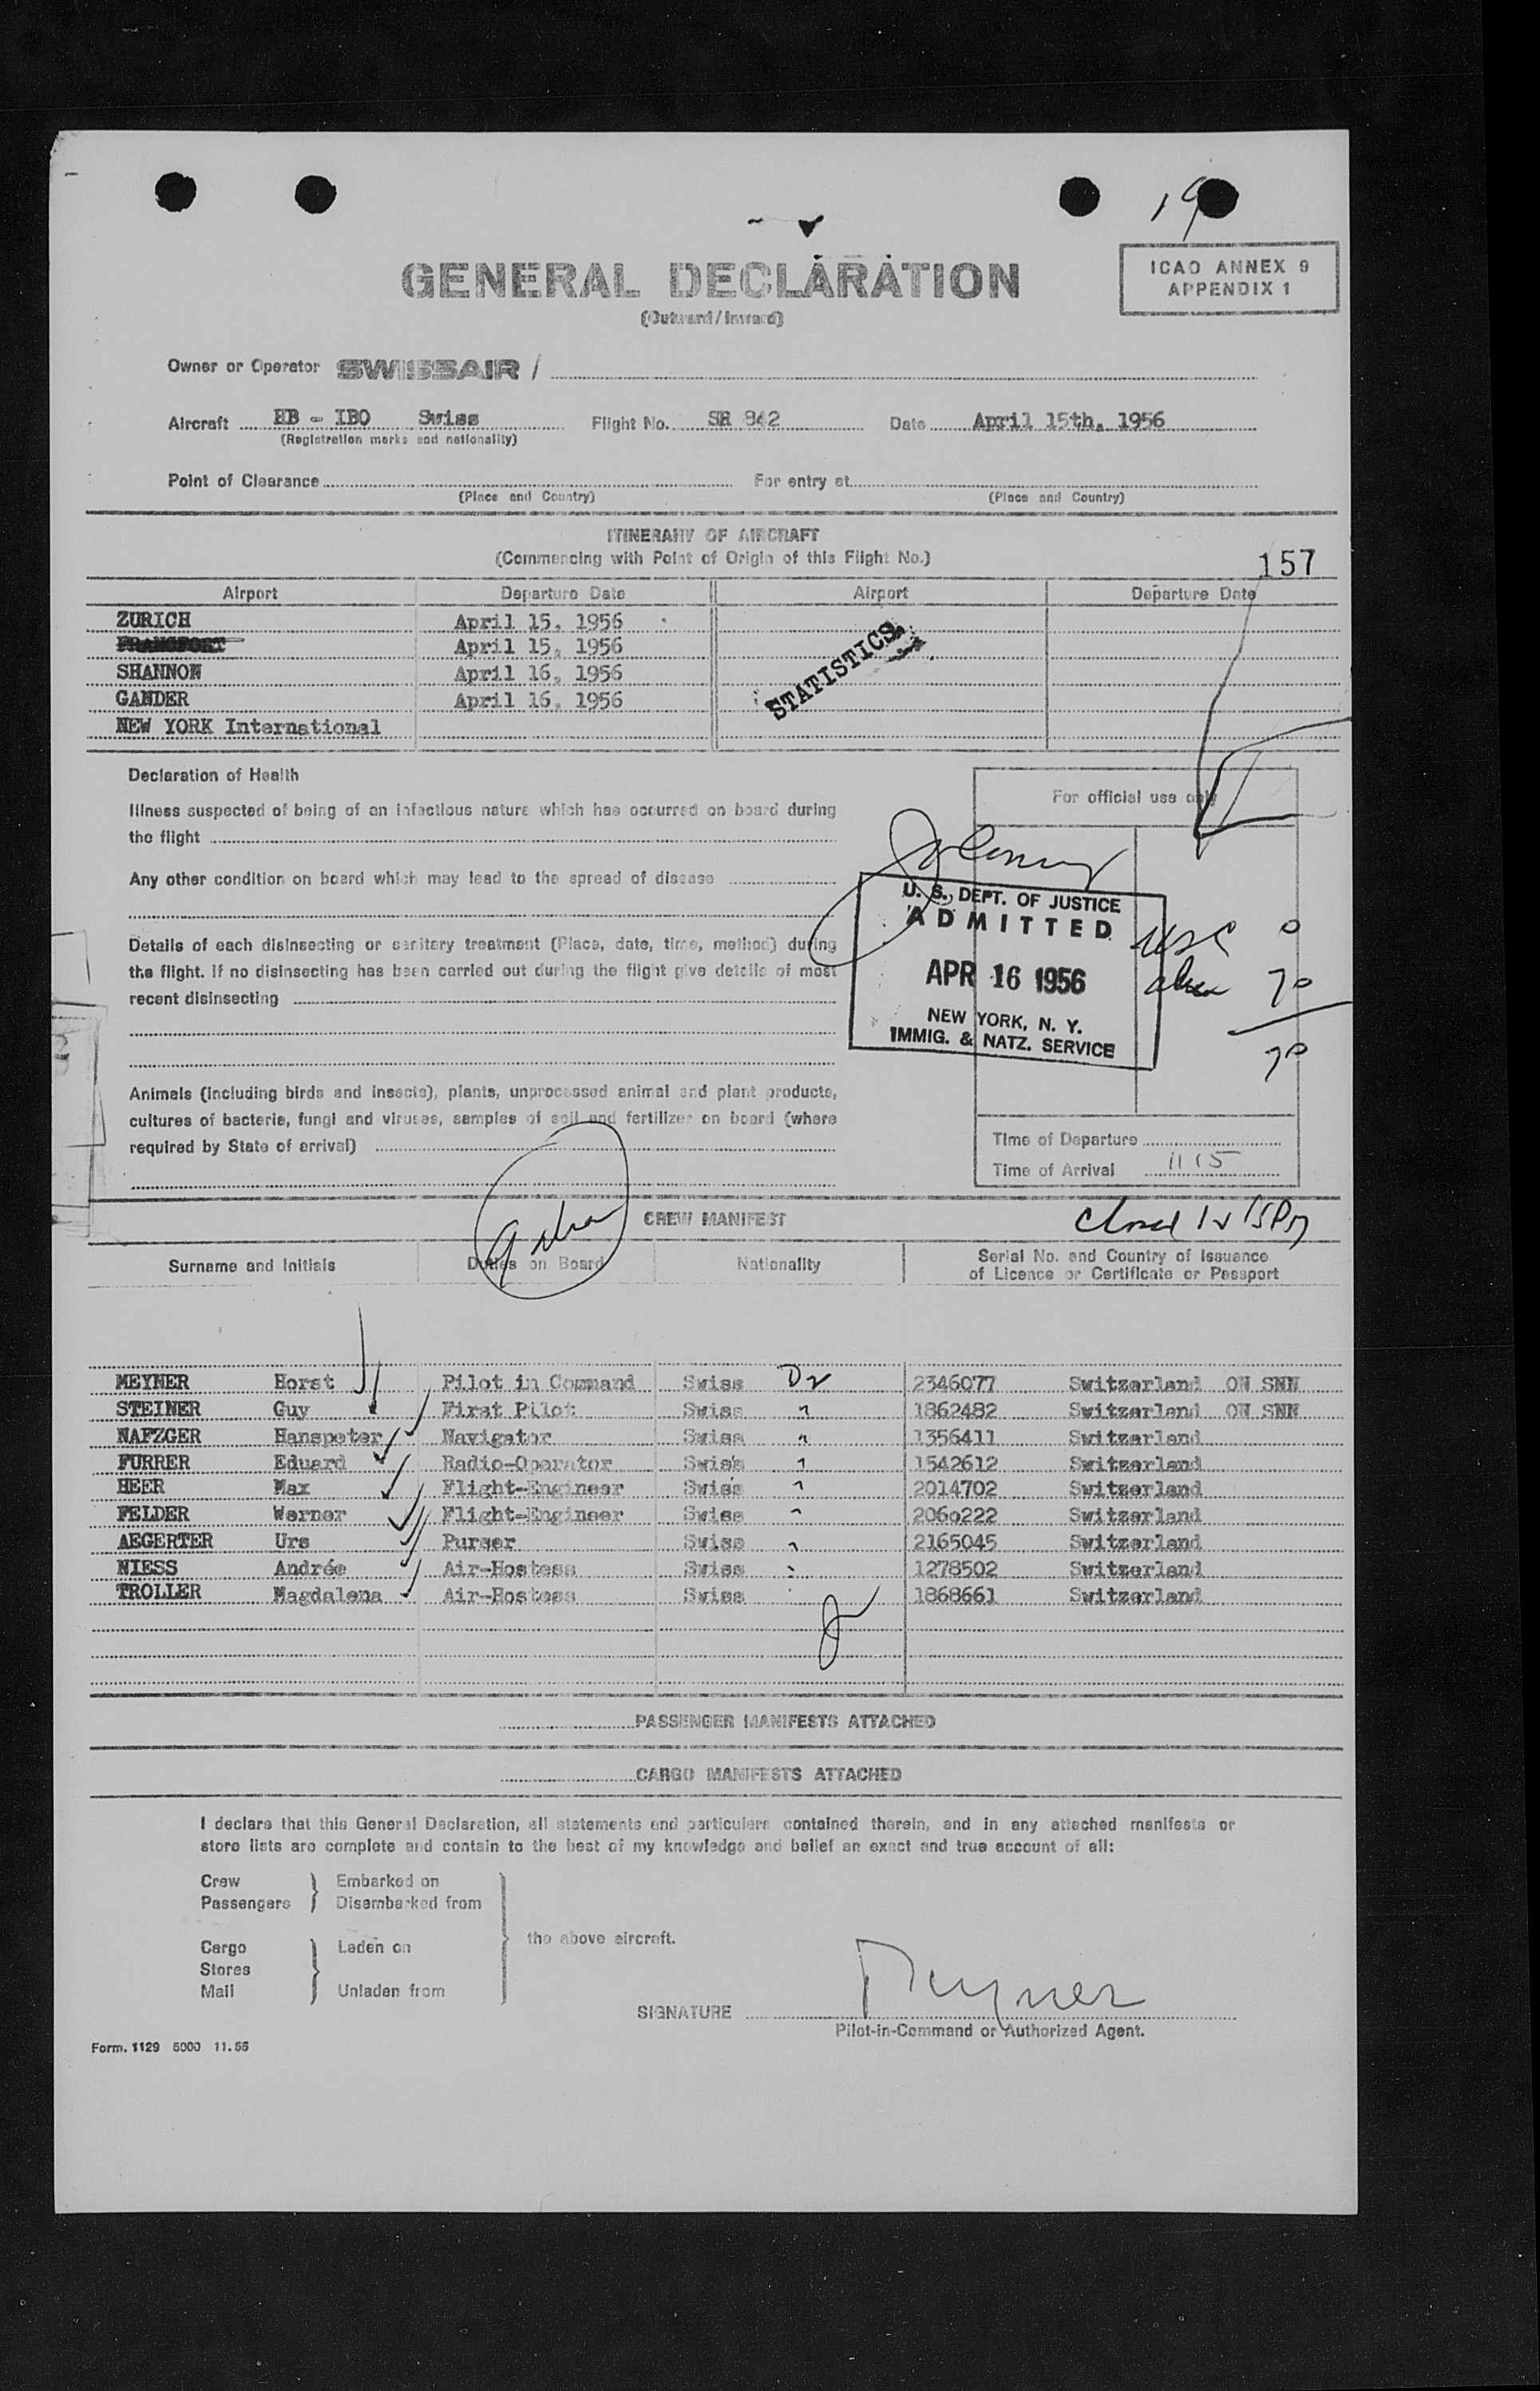 19
GENERAL DECLARATION
(Outward/Inward)
ICAO ANNEX 9
APPENDIX 1
Owner or Operator SWISSAIR /
Aircraft HB - IBO Swiss Flight No. SR 842 Date April 15th, 1956
(Registration marks and nationality)
Point of Clearance For entry at
(Place and Country) (Place and Country)
ITINERARY OF AIRCRAFT
(Commencing with Point of Origin of this Flight No.)
157
Airport Departure Date Airport Departure Date
ZURICH April 15, 1956
FRANKFORT April 15, 1956
SHANNON April 16, 1956
GANDER April 16, 1956
NEW YORK International
STATISTICS
Declaration of Health
Illness suspected of being of an infectious nature which has occurred on board during
the flight
Any other condition on board which may lead to the spread of disease
Details of each disinsecting or sanitary treatment (Place, date, time, method) during
the flight. If no disinsecting has been carried out during the flight give details of most
recent disinsecting
Animals (including birds and insects), plants, unprocessed animal and plant products,
cultures of bacteria, fungi and viruses, samples of soil and fertilizer on board (where
required by State of arrival)
For official use only
U. S. DEPT. OF JUSTICE
ADMITTED
APR 16 1956
NEW YORK, N. Y.
IMMIG. & NATZ. SERVICE
USC 0
alien 70
70
Time of Departure
Time of Arrival 1115
CREW MANIFEST
Closed 12 15 PM
Surname and Initials Duties on Board Nationality Serial No. and Country of Issuance
of Licence or Certificate or Passport
MEYNER Horst Pilot in Command Swiss D2 2346077 Switzerland ON SNN
STEINER Guy First Pilot Swiss " 1862482 Switzerland ON SNN
NAFZGER Hanspeter Navigator Swiss " 1356411 Switzerland
FURRER Eduard Radio-Operator Swiss " 1542612 Switzerland
HEER Max Flight-Engineer Swiss " 2014702 Switzerland
FELDER Werner Flight-Engineer Swiss " 2060222 Switzerland
AEGERTER Urs Purser Swiss " 2165045 Switzerland
NIESS Andrée Air-Hostess Swiss " 1278502 Switzerland
TROLLER Magdalena Air-Hostess Swiss 1868661 Switzerland
PASSENGER MANIFESTS ATTACHED
CARGO MANIFESTS ATTACHED
I declare that this General Declaration, all statements and particulars contained therein, and in any attached manifests or
store lists are complete and contain to the best of my knowledge and belief an exact and true account of all:
Crew Embarked on
Passengers Disembarked from
the above aircraft.
Cargo Laden on
Stores
Mail Unladen from
SIGNATURE Meyner
Pilot-in-Command or Authorized Agent.
Form. 1129 5000 11.55